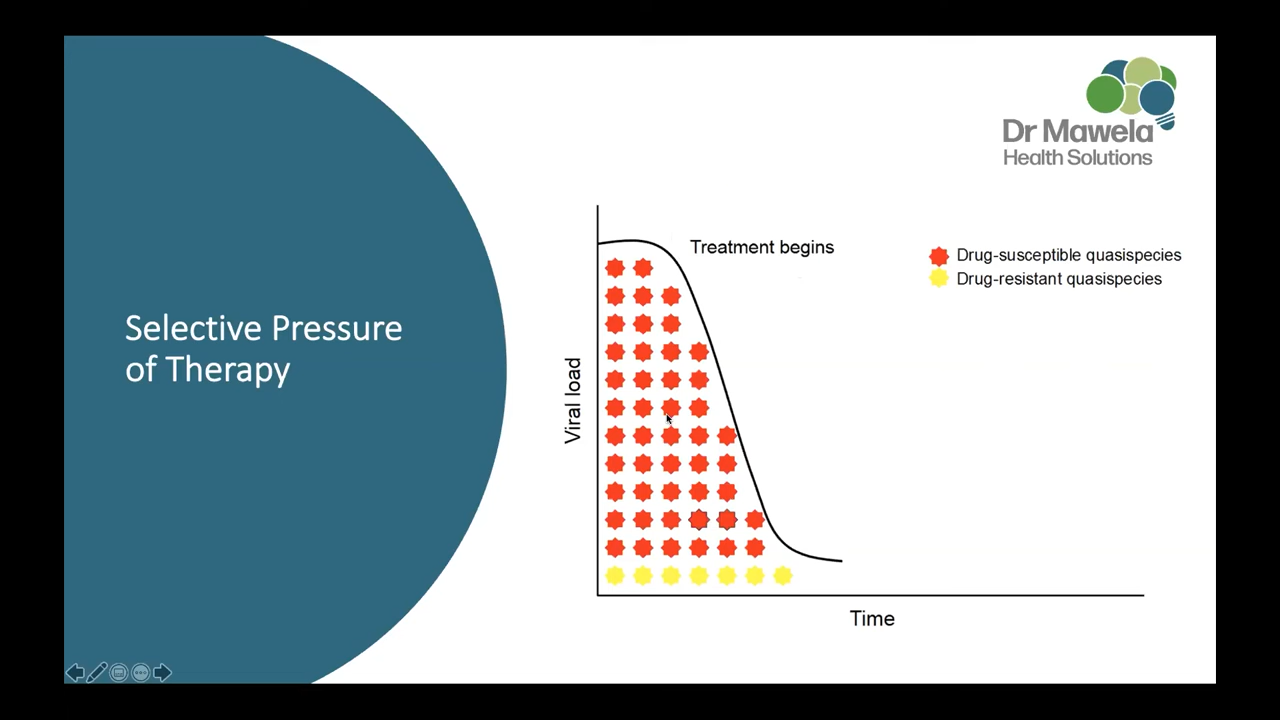 Dr Mawela
Health Solutions
Selective Pressure
of Therapy
Treatment begins
Drug-susceptible quasispecies
Drug-resistant quasispecies
Viral load
Time